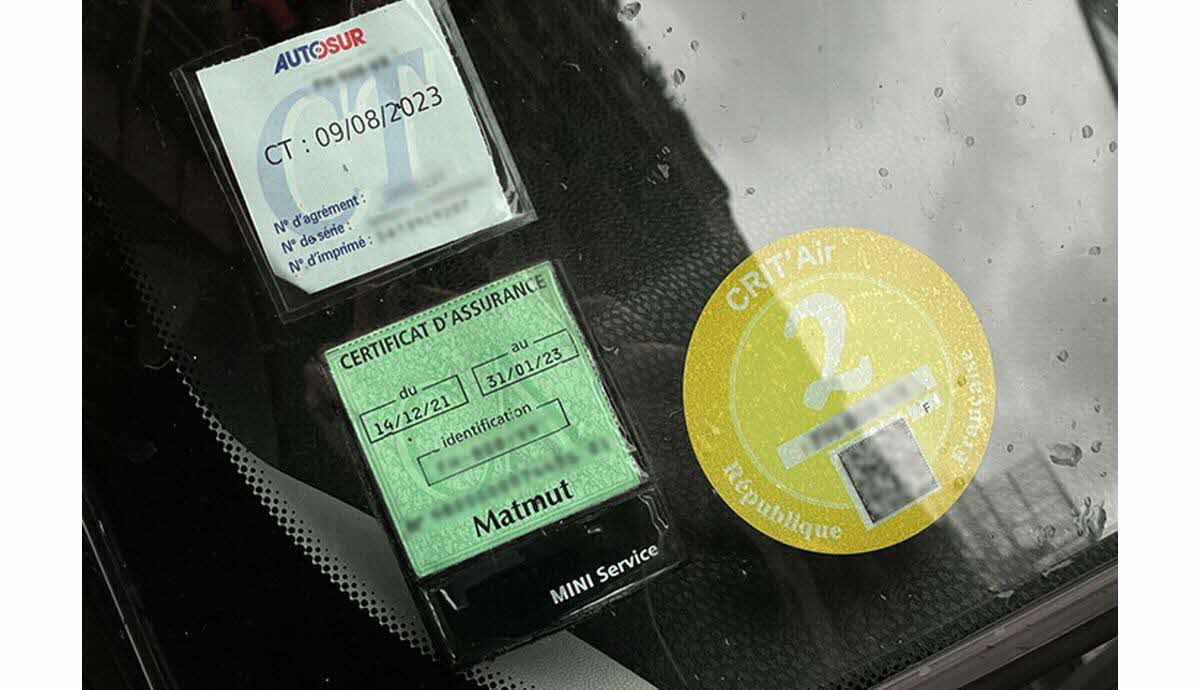 AUTOSUR
CT : 09/08/2023
N° d'agrément :
N° de série :
N° d'imprimé :
CERTIFICAT D'ASSURANCE
du
au
14/12/21
31/01/23
identification
Matmut
MINI Service
CRIT'Air
2
F
République
Française